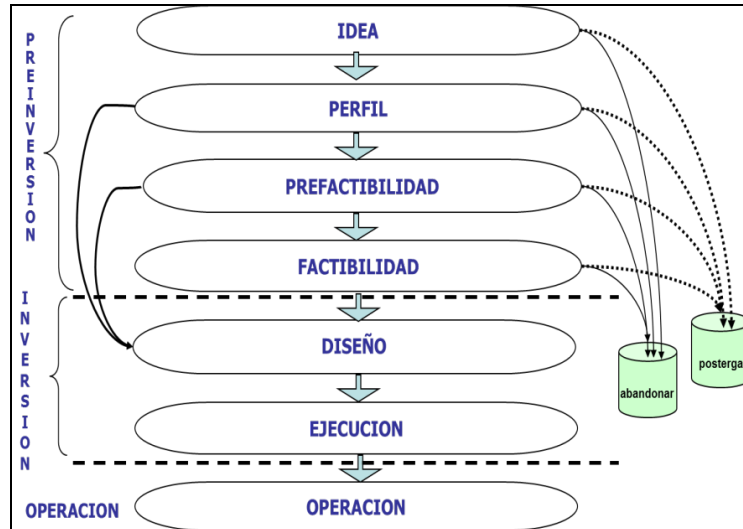 PREINVERSION
IDEA
PERFIL
PREFACTIBILIDAD
FACTIBILIDAD
INVERSION
DISEÑO
EJECUCION
abandonar
posterga
OPERACION
OPERACION